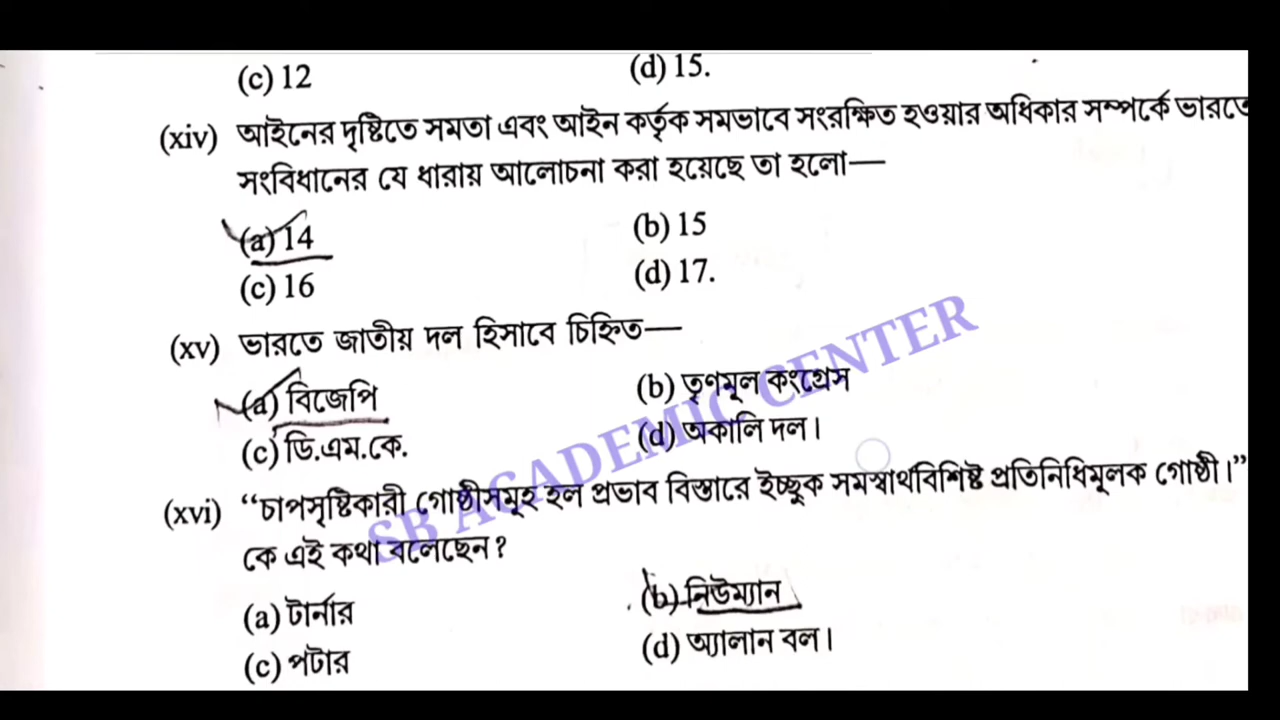 (c) 12 (d) 15.
(xiv) আইনের দৃষ্টিতে সমতা এবং আইন কর্তৃক সমভাবে সংরক্ষিত হওয়ার অধিকার সম্পর্কে ভারতে
সংবিধানের যে ধারায় আলোচনা করা হয়েছে তা হলো—
(a) 14 (b) 15
(c) 16 (d) 17.
(xv) ভারতে জাতীয় দল হিসাবে চিহ্নিত—
(a) বিজেপি (b) তৃণমূল কংগ্রেস
(c) ডি.এম.কে. (d) অকালি দল।
(xvi) “চাপসৃষ্টিকারী গোষ্ঠীসমূহ হল প্রভাব বিস্তারে ইচ্ছুক সমস্বার্থবিশিষ্ট প্রতিনিধিমূলক গোষ্ঠী।”
কে এই কথা বলেছেন?
(a) টার্নার (b) নিউম্যান
(c) পটার (d) অ্যালান বল।
SB ACADEMIC CENTER